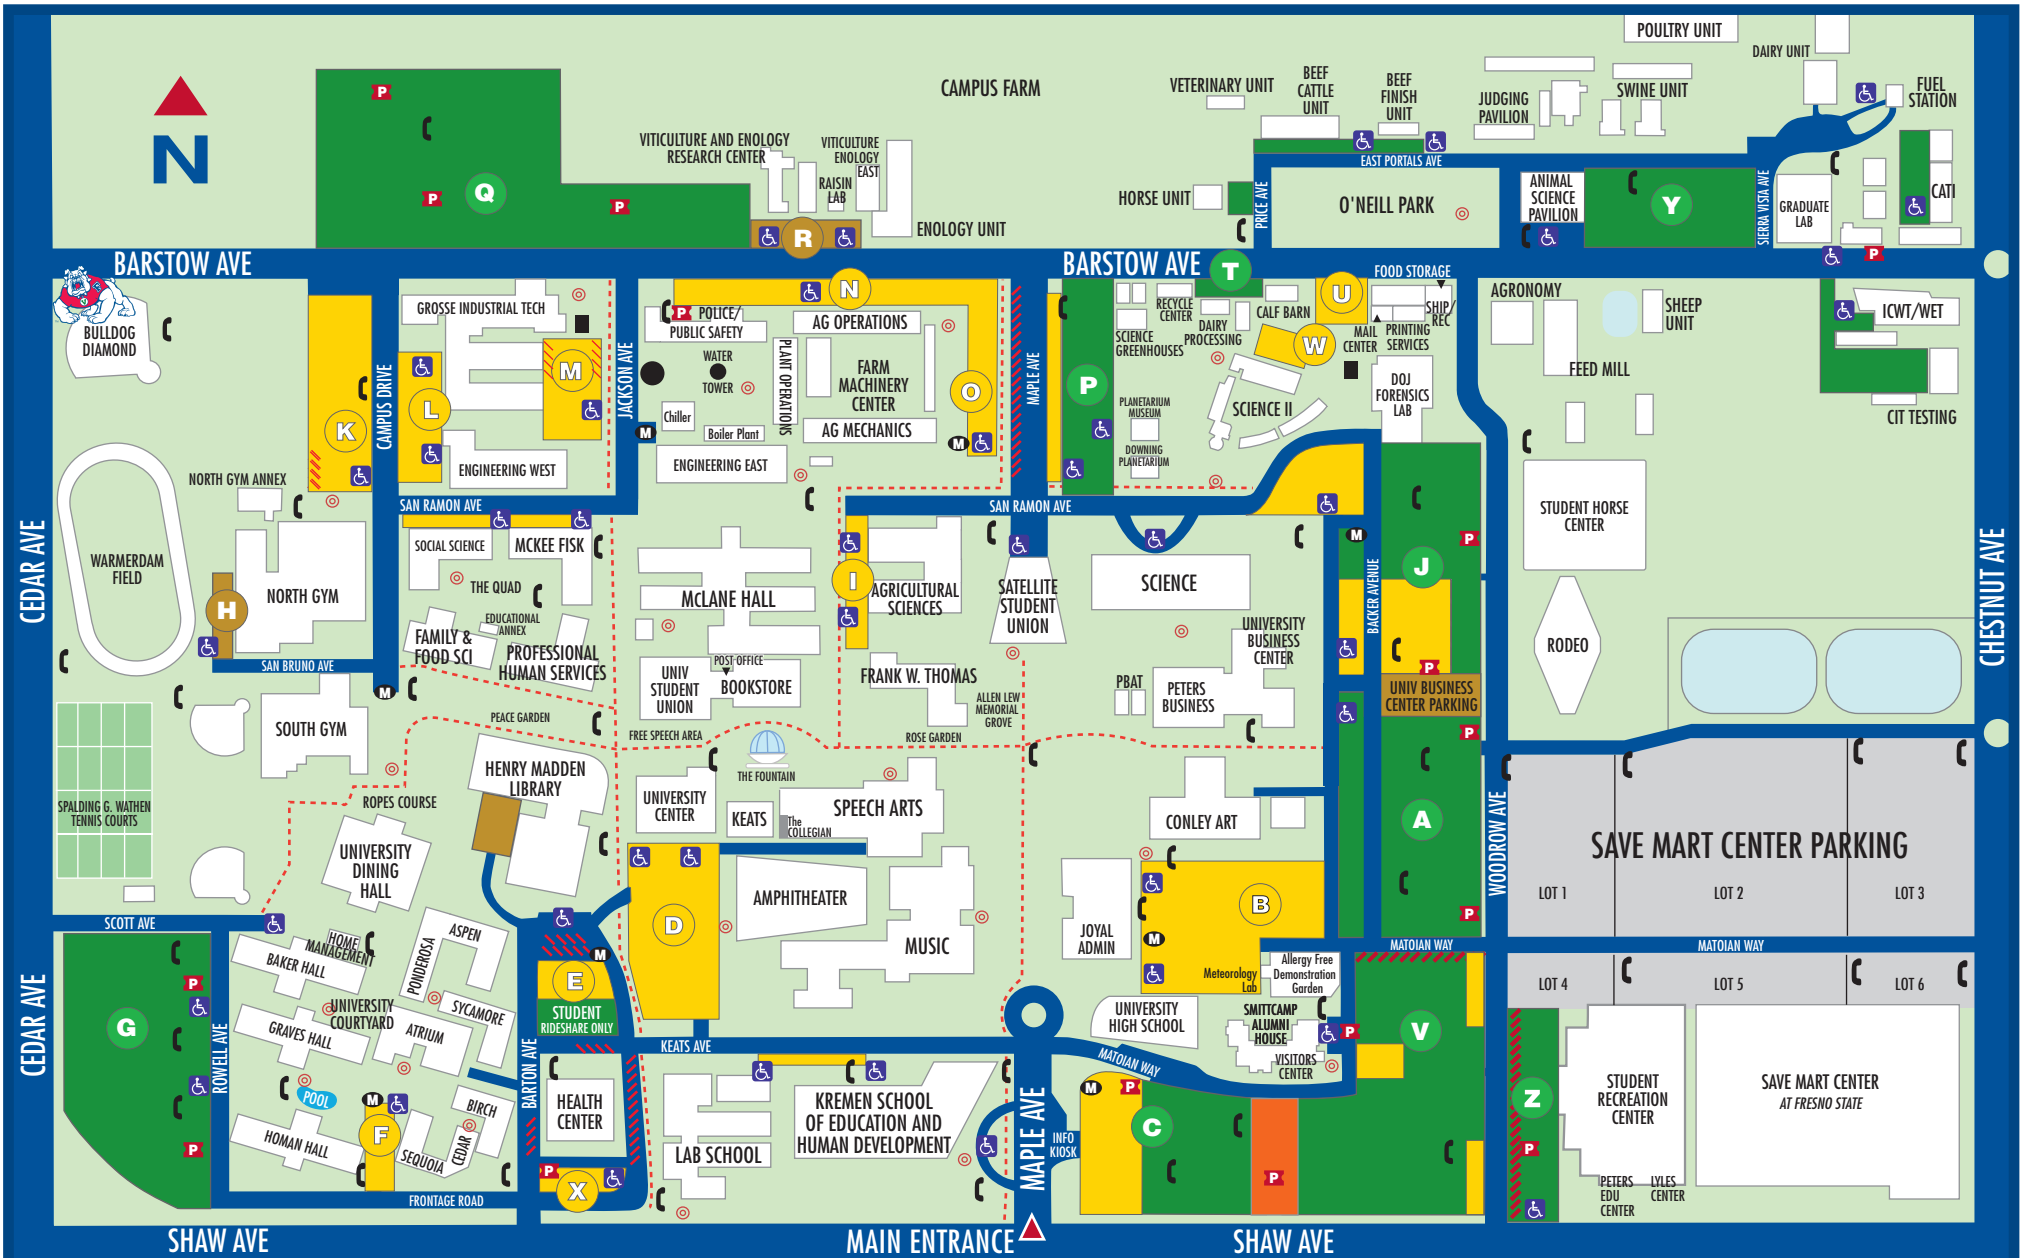 POULTRY UNIT
DAIRY UNIT
CAMPUS FARM
VETERINARY UNIT
BEEF
CATTLE
UNIT
BEEF
FINISH
UNIT
JUDGING
PAVILION
SWINE UNIT
FUEL
STATION
N
P
P
P
Q
VITICULTURE AND ENOLOGY
RESEARCH CENTER
VITICULTURE
ENOLOGY
EAST
RAISIN
LAB
R
ENOLOGY UNIT
HORSE UNIT
PRICE AVE
EAST PORTALS AVE
O'NEILL PARK
ANIMAL
SCIENCE
PAVILION
Y
SIERRA VISTA AVE
GRADUATE
LAB
CATI
P
BARSTOW AVE
BARSTOW AVE
T
FOOD STORAGE
BULLDOG
DIAMOND
K
CAMPUS DRIVE
GROSSE INDUSTRIAL TECH
L
M
ENGINEERING WEST
JACKSON AVE
P
POLICE/
PUBLIC SAFETY
N
AG OPERATIONS
WATER
TOWER
PLANT OPERATIONS
FARM
MACHINERY
CENTER
O
Chiller
Boiler Plant
AG MECHANICS
M
M
ENGINEERING EAST
MAPLE AVE
P
SCIENCE
GREENHOUSES
RECYCLE
CENTER
DAIRY
PROCESSING
CALF BARN
U
W
MAIL
CENTER
PRINTING
SERVICES
SHIP/
REC
DOJ
FORENSICS
LAB
PLANETARIUM
MUSEUM
DOWNING
PLANETARIUM
SCIENCE II
AGRONOMY
SHEEP
UNIT
FEED MILL
ICWT/WET
CIT TESTING
CEDAR AVE
WARMERDAM
FIELD
NORTH GYM ANNEX
NORTH GYM
H
SAN BRUNO AVE
SAN RAMON AVE
SAN RAMON AVE
SOCIAL SCIENCE
MCKEE FISK
THE QUAD
EDUCATIONAL
ANNEX
FAMILY &
FOOD SCI
PROFESSIONAL
HUMAN SERVICES
M
McLANE HALL
I
AGRICULTURAL
SCIENCES
SATELLITE
STUDENT
UNION
SCIENCE
UNIVERSITY
BUSINESS
CENTER
M
BACKER AVENUE
J
P
P
STUDENT HORSE
CENTER
RODEO
CHESTNUT AVE
UNIV
STUDENT
UNION
POST OFFICE
BOOKSTORE
FRANK W. THOMAS
ALLEN LEW
MEMORIAL
GROVE
PBAT
PETERS
BUSINESS
UNIV BUSINESS
CENTER PARKING
SOUTH GYM
PEACE GARDEN
FREE SPEECH AREA
ROSE GARDEN
P
SPALDING G. WATHEN
TENNIS COURTS
ROPES COURSE
HENRY MADDEN
LIBRARY
THE FOUNTAIN
UNIVERSITY
CENTER
KEATS
The
COLLEGIAN
SPEECH ARTS
CONLEY ART
A
WOODROW AVE
SAVE MART CENTER PARKING
LOT 1
LOT 2
LOT 3
UNIVERSITY
DINING
HALL
D
AMPHITHEATER
MUSIC
JOYAL
ADMIN
B
M
P
SCOTT AVE
MATOIAN WAY
MATOIAN WAY
CEDAR AVE
G
P
P
ROWELL AVE
HOME
MANAGEMENT
BAKER HALL
PONDEROSA
ASPEN
UNIVERSITY
COURTYARD
GRAVES HALL
ATRIUM
SYCAMORE
M
E
STUDENT
RIDESHARE ONLY
KEATS AVE
UNIVERSITY
HIGH SCHOOL
Meteorology
Lab
Allergy Free
Demonstration
Garden
SMITTCAMP
ALUMNI
HOUSE
VISITORS
CENTER
P
V
LOT 4
LOT 5
LOT 6
MATOIAN WAY
POOL
M
F
HOMAN HALL
SEQUOIA
CEDAR
BIRCH
BARTON AVE
HEALTH
CENTER
P
X
LAB SCHOOL
KREMEN SCHOOL
OF EDUCATION AND
HUMAN DEVELOPMENT
MAPLE AVE
INFO
KIOSK
M
P
C
P
Z
P
STUDENT
RECREATION
CENTER
PETERS
EDU
CENTER
LYLES
CENTER
SAVE MART CENTER
AT FRESNO STATE
FRONTAGE ROAD
SHAW AVE
MAIN ENTRANCE
SHAW AVE